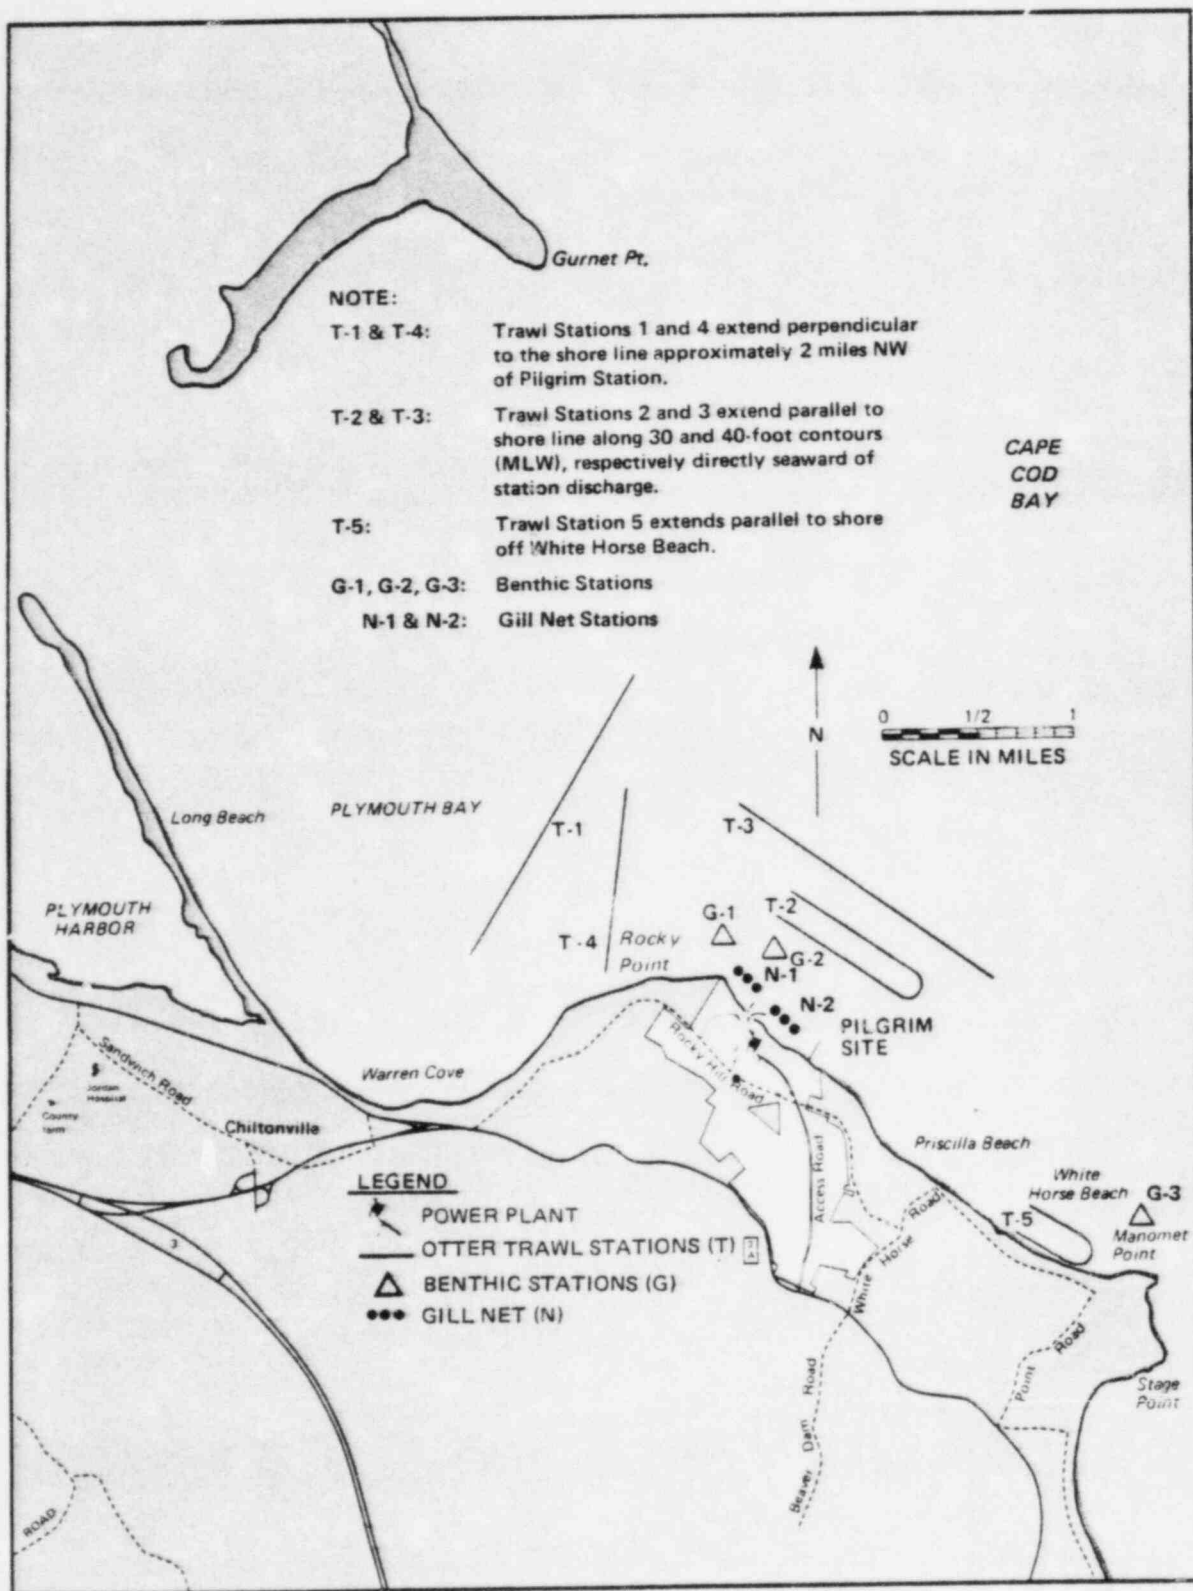 Gurnet Pt.
NOTE:
T-1 & T-4: Trawl Stations 1 and 4 extend perpendicular
to the shore line approximately 2 miles NW
of Pilgrim Station.
T-2 & T-3: Trawl Stations 2 and 3 extend parallel to
shore line along 30 and 40-foot contours
(MLW), respectively directly seaward of
station discharge.
CAPE
COD
BAY
T-5: Trawl Station 5 extends parallel to shore
off White Horse Beach.
G-1, G-2, G-3: Benthic Stations
N-1 & N-2: Gill Net Stations
N
0 1/2 1
SCALE IN MILES
Long Beach
PLYMOUTH BAY
T-1
T-3
PLYMOUTH
HARBOR
G-1
T-2
T-4
Rocky
Point
G-2
N-1
N-2
PILGRIM
SITE
Rocky Hill Road
Sandwich Road
Jordan
Hospital
County
Farm
Warren Cove
Chiltonville
Access Road
Priscilla Beach
White
Horse Beach
G-3
T-5
Manomet
Point
White Horse Road
3
LEGEND
POWER PLANT
OTTER TRAWL STATIONS (T)
3
A
BENTHIC STATIONS (G)
GILL NET (N)
Beaver Dam Road
Point Road
Stage
Point
ROAD